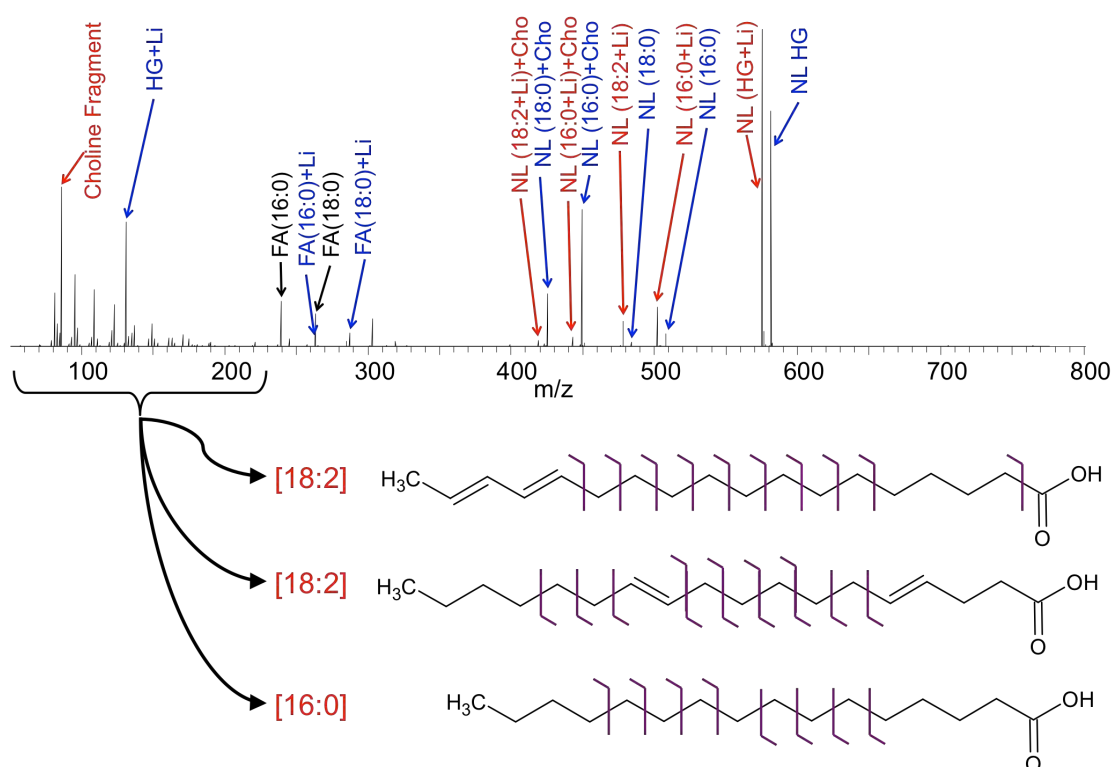 Choline Fragment
HG+Li
FA(16:0)
FA(16:0)+Li
FA(18:0)
FA(18:0)+Li
NL (18:2+Li)+Cho
NL (18:0)+Cho
NL (16:0+Li)+Cho
NL (16:0)+Cho
NL (18:2+Li)
NL (18:0)
NL (16:0+Li)
NL (16:0)
NL (HG+Li)
NL HG
100 200 300 400 500 600 700 800
m/z
[18:2] H₃C OH
O
[18:2] H₃C OH
O
[16:0] H₃C OH
O